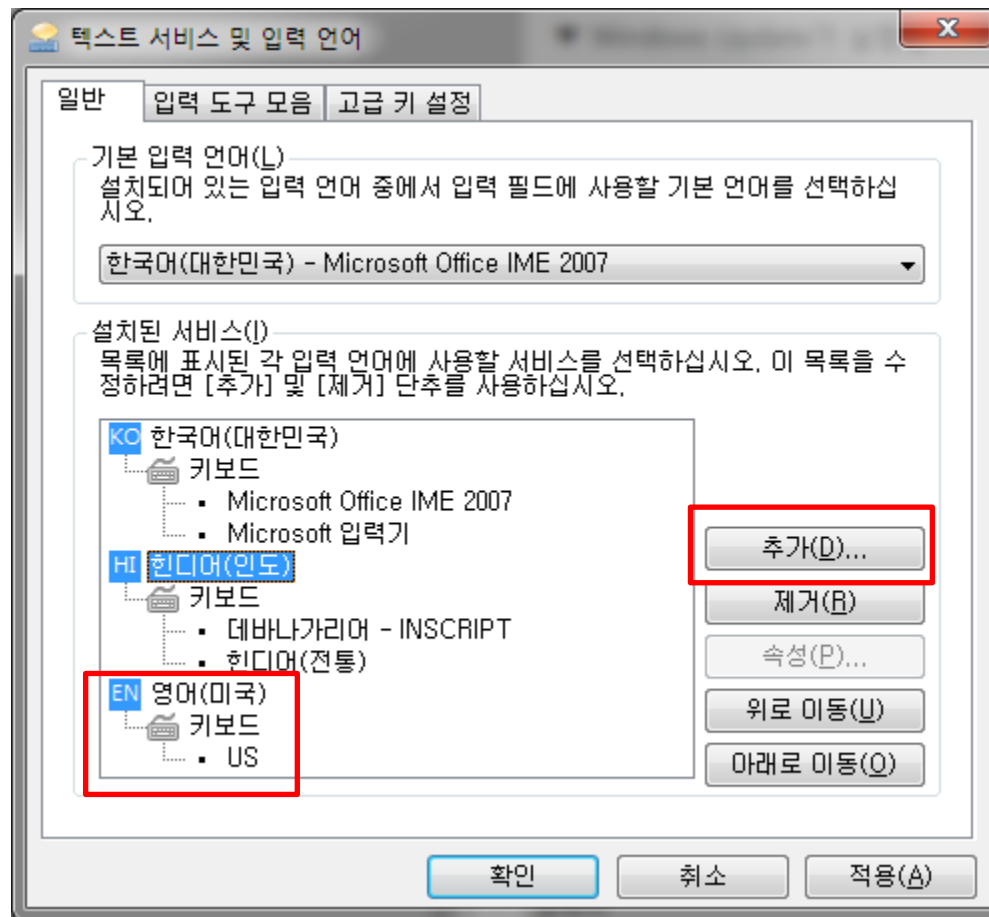 텍스트 서비스 및 입력 언어
일반 입력 도구 모음 고급 키 설정
기본 입력 언어(L)
설치되어 있는 입력 언어 중에서 입력 필드에 사용할 기본 언어를 선택하십
시오.
한국어(대한민국) - Microsoft Office IME 2007
설치된 서비스(I)
목록에 표시된 각 입력 언어에 사용할 서비스를 선택하십시오. 이 목록을 수
정하려면 [추가] 및 [제거] 단추를 사용하십시오.
KO 한국어(대한민국)
키보드
• Microsoft Office IME 2007
• Microsoft 입력기
HI 힌디어(인도)
키보드
• 데바나가리어 - INSCRIPT
• 힌디어(전통)
EN 영어(미국)
키보드
• US
추가(D)...
제거(R)
속성(P)...
위로 이동(U)
아래로 이동(O)
확인 취소 적용(A)